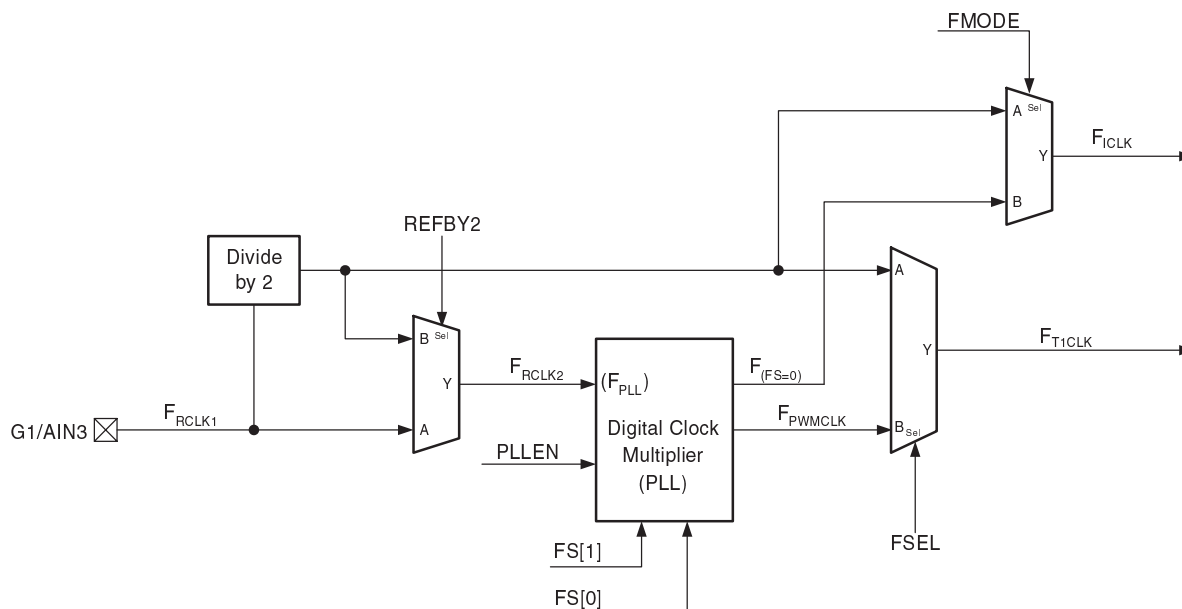 FMODE
A Sel
Y
B
FICLK
REFBY2
Divide
by 2
B Sel
Y
A
A
Y
B Sel
FT1CLK
FRCLK2
(FPLL)
F(FS=0)
G1/AIN3
FRCLK1
FPWMCLK
Digital Clock
Multiplier
(PLL)
PLLEN
FSEL
FS[1]
FS[0]